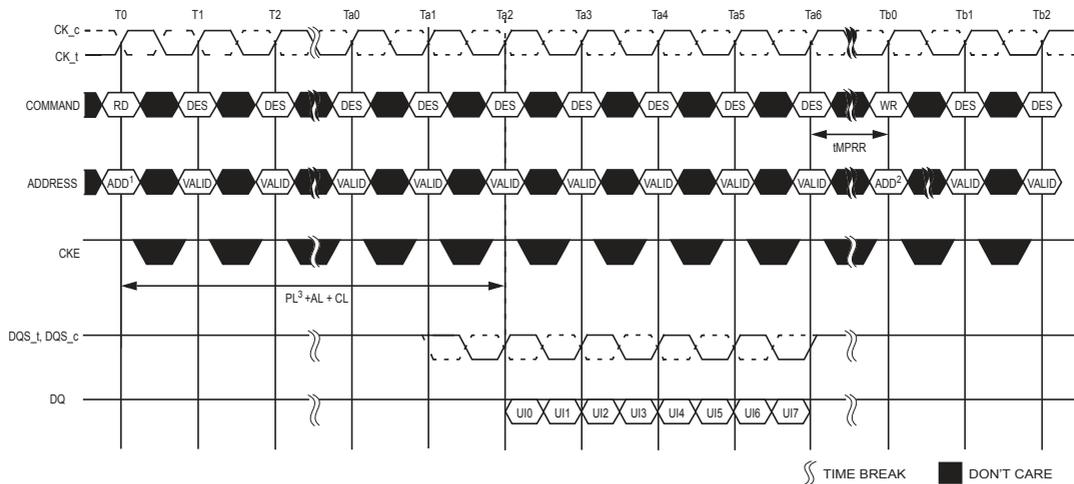 T0 T1 T2 Ta0 Ta1 Ta2 Ta3 Ta4 Ta5 Ta6 Tb0 Tb1 Tb2
CK_c
CK_t
COMMAND RD DES DES DES DES DES DES DES DES DES WR DES DES
tMPRR
ADDRESS ADD1 VALID VALID VALID VALID VALID VALID VALID VALID VALID ADD2 VALID VALID
CKE
PL3 +AL + CL
DQS_t, DQS_c
DQ UI0 UI1 UI2 UI3 UI4 UI5 UI6 UI7
TIME BREAK DON'T CARE